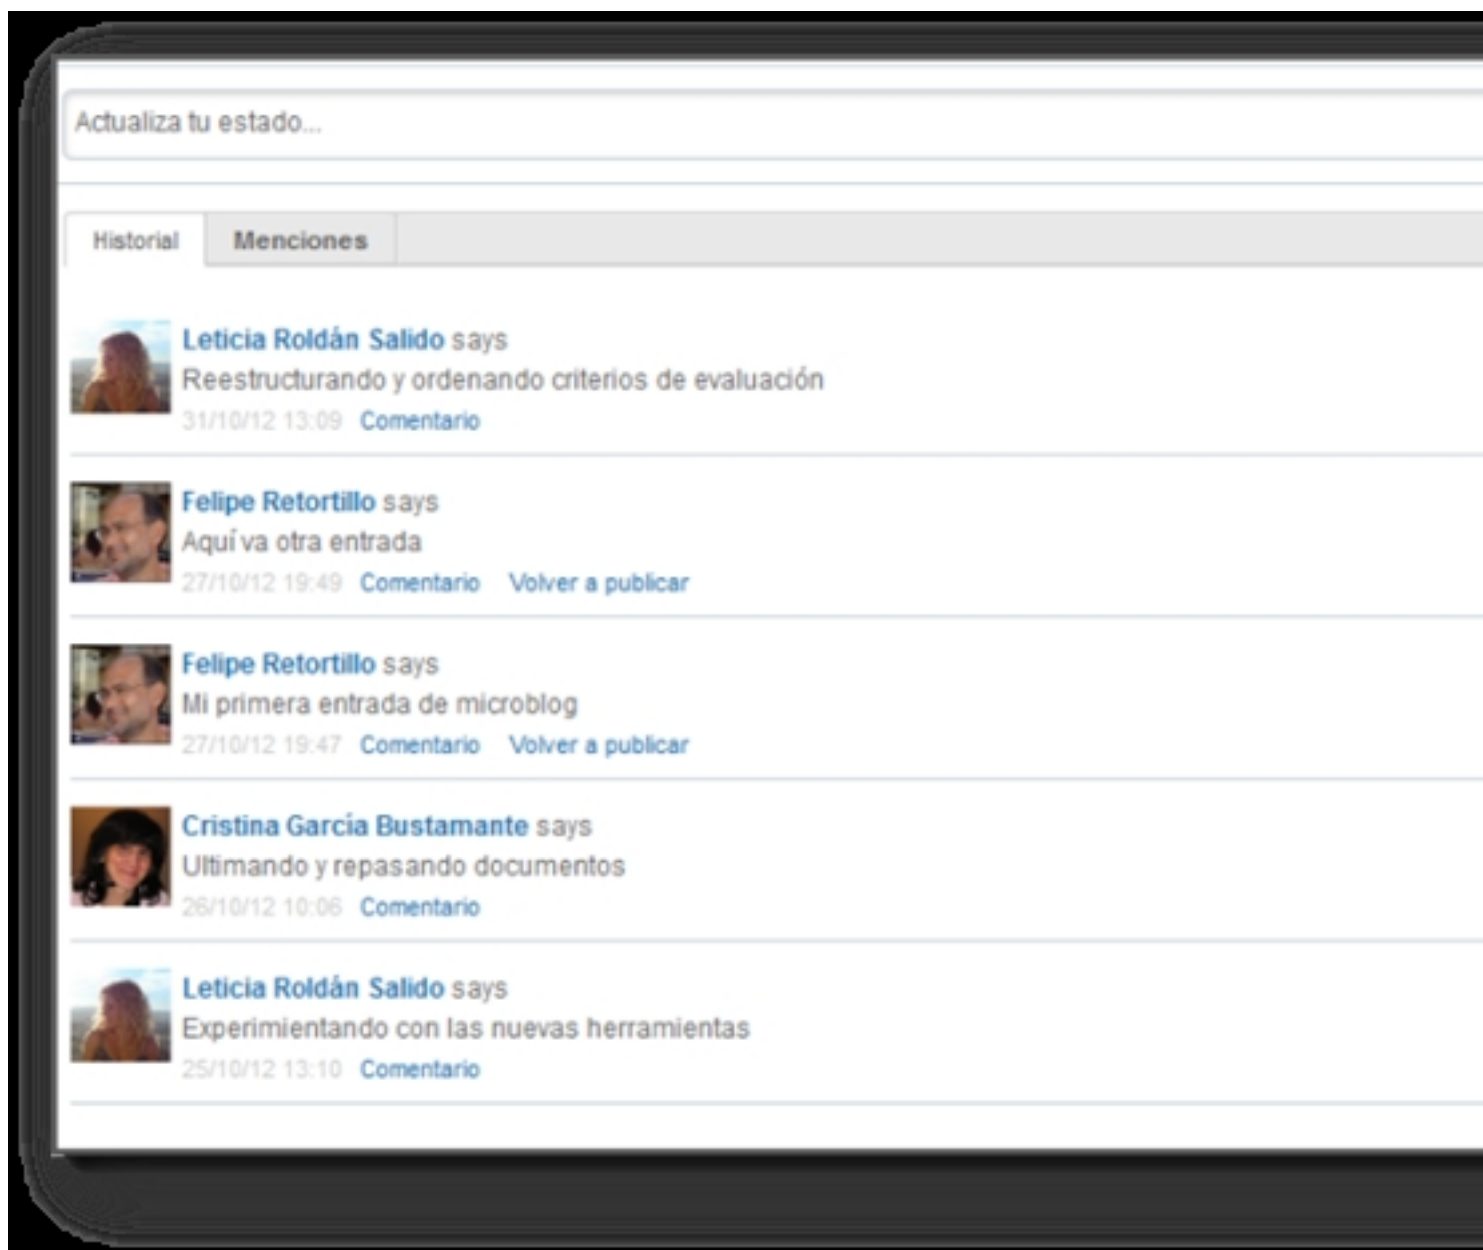 Actualiza tu estado...
Historial Menciones
Leticia Roldán Salido says
Reestructurando y ordenando criterios de evaluación
31/10/12 13:09 Comentario
Felipe Retortillo says
Aquí va otra entrada
27/10/12 19:49 Comentario Volver a publicar
Felipe Retortillo says
Mi primera entrada de microblog
27/10/12 19:47 Comentario Volver a publicar
Cristina García Bustamante says
Ultimando y repasando documentos
26/10/12 10:06 Comentario
Leticia Roldán Salido says
Experimientando con las nuevas herramientas
25/10/12 13:10 Comentario